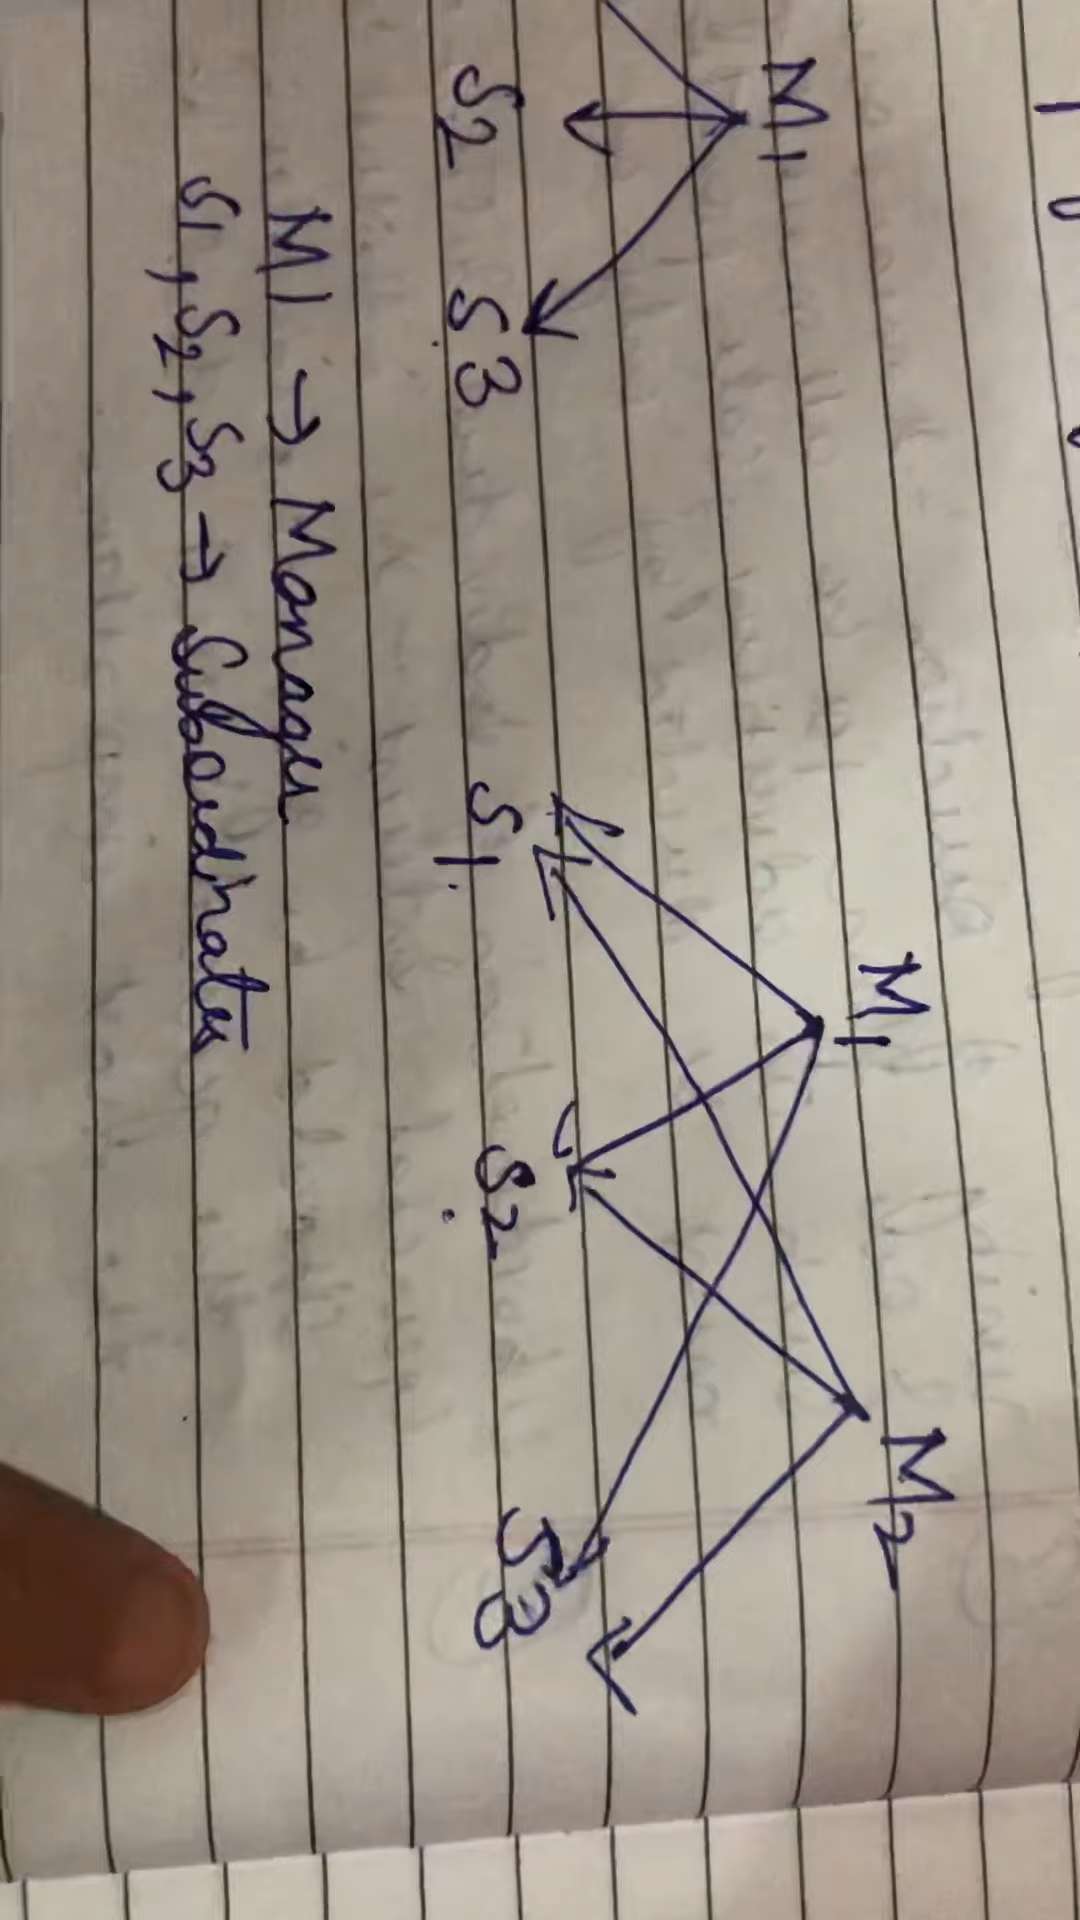 M1 M1 M2
S2 S3 S1 S2 S3
M1 → Manager
S1, S2, S3 → Subordinates